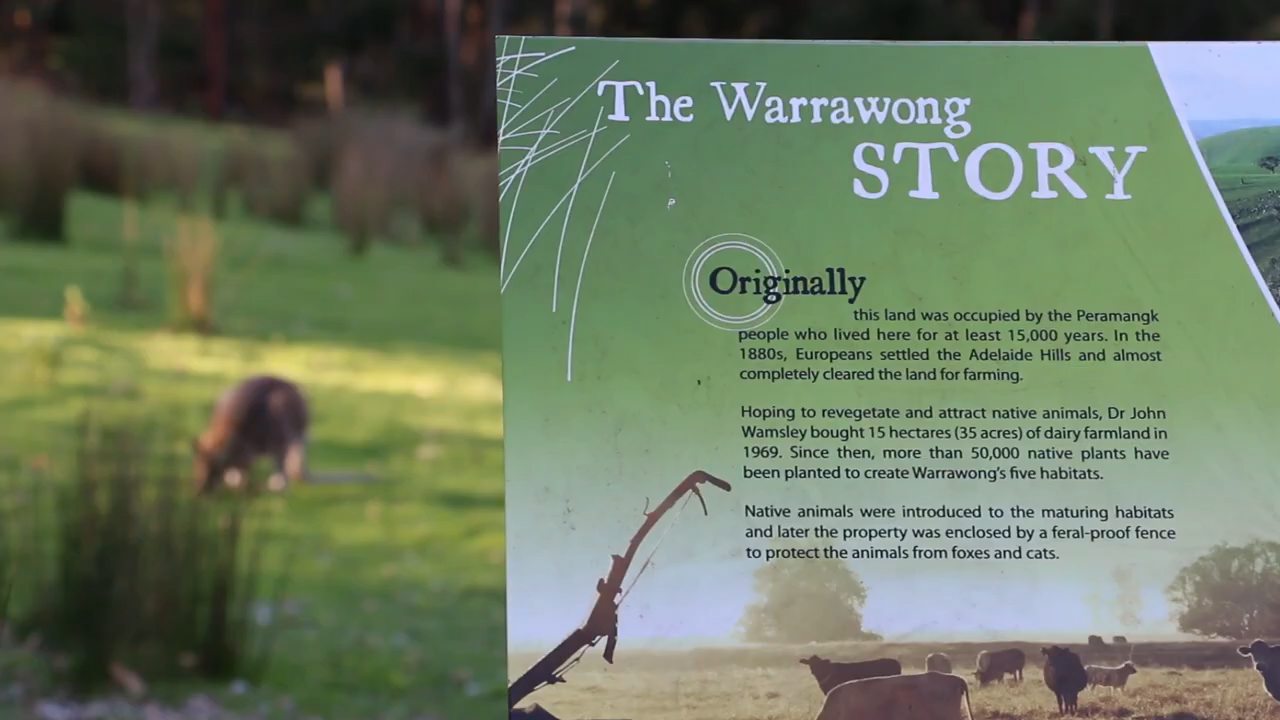 The Warrawong
STORY
Originally
this land was occupied by the Peramangk
people who lived here for at least 15,000 years. In the
1880s, Europeans settled the Adelaide Hills and almost
completely cleared the land for farming.
Hoping to revegetate and attract native animals, Dr John
Wamsley bought 15 hectares (35 acres) of dairy farmland in
1969. Since then, more than 50,000 native plants have
been planted to create Warrawong's five habitats.
Native animals were introduced to the maturing habitats
and later the property was enclosed by a feral-proof fence
to protect the animals from foxes and cats.